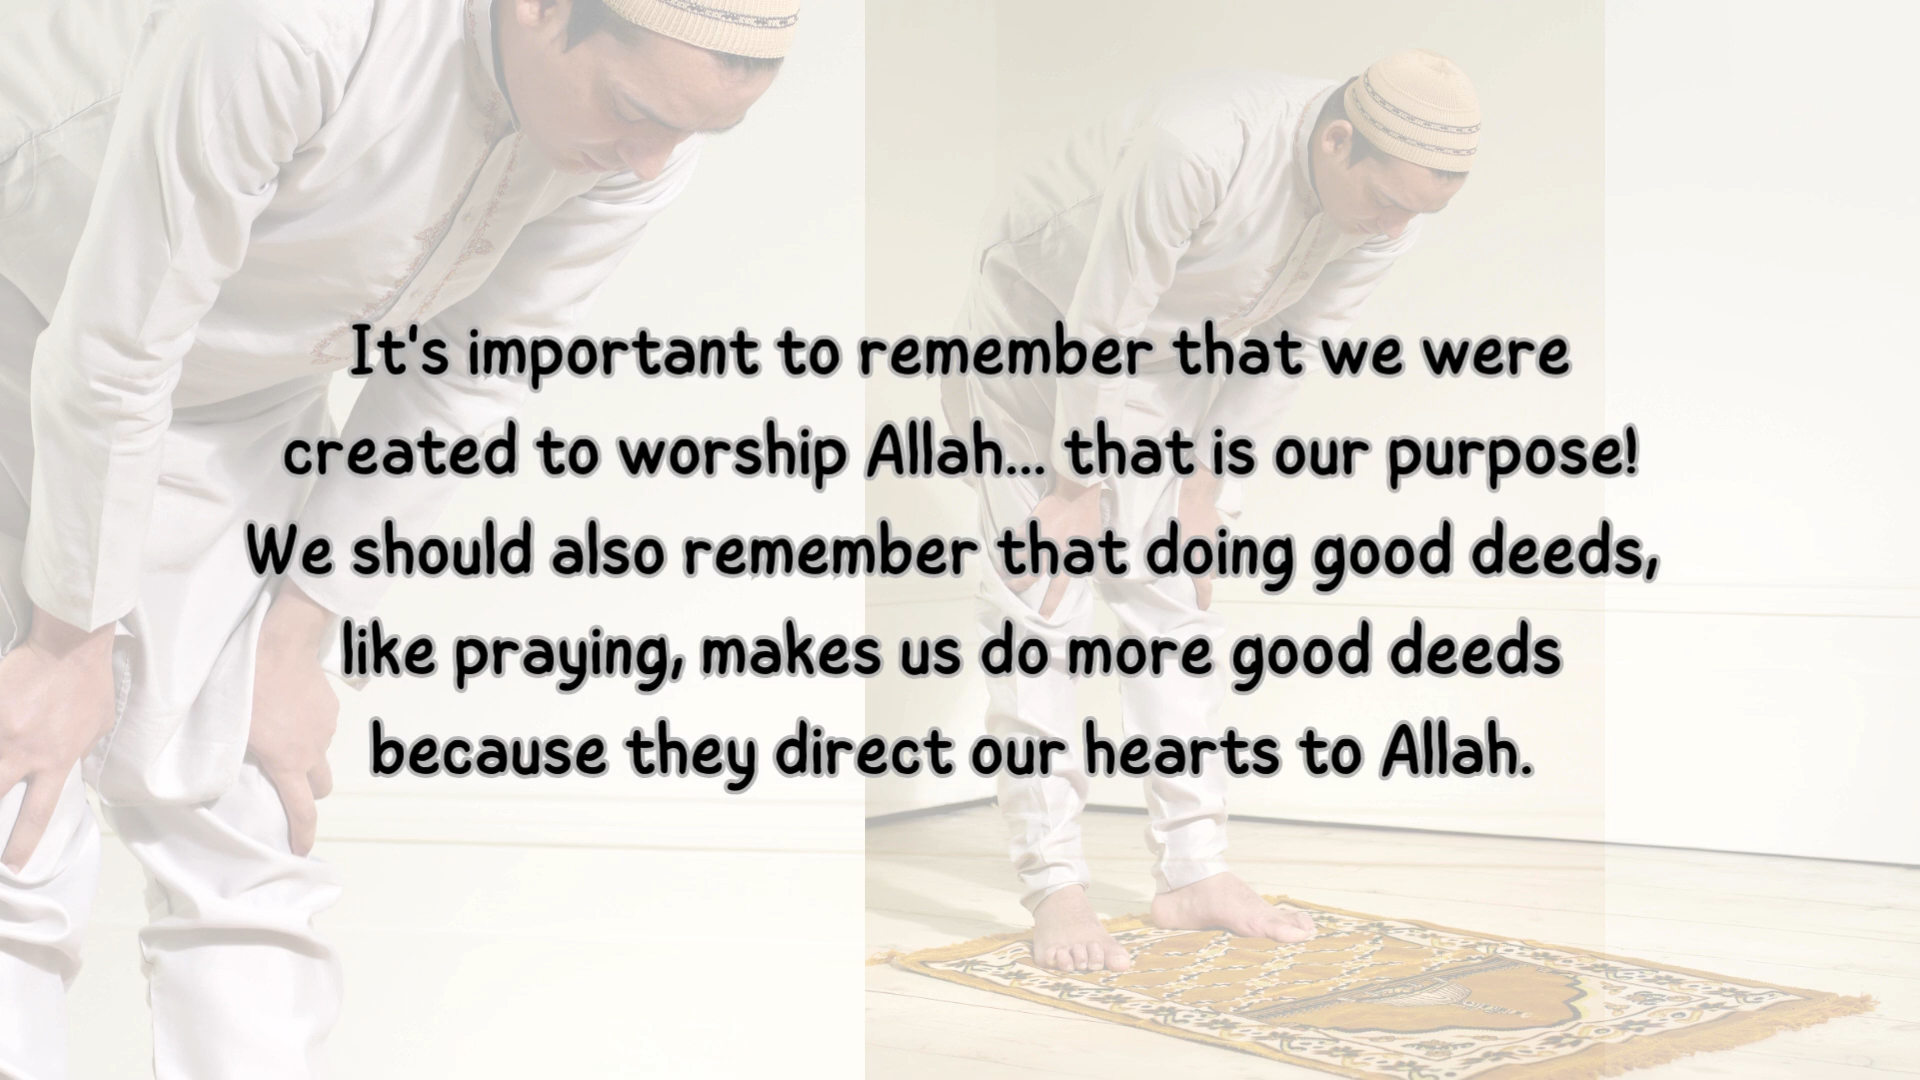 It's important to remember that we were
created to worship Allah... that is our purpose!
We should also remember that doing good deeds,
like praying, makes us do more good deeds
because they direct our hearts to Allah.